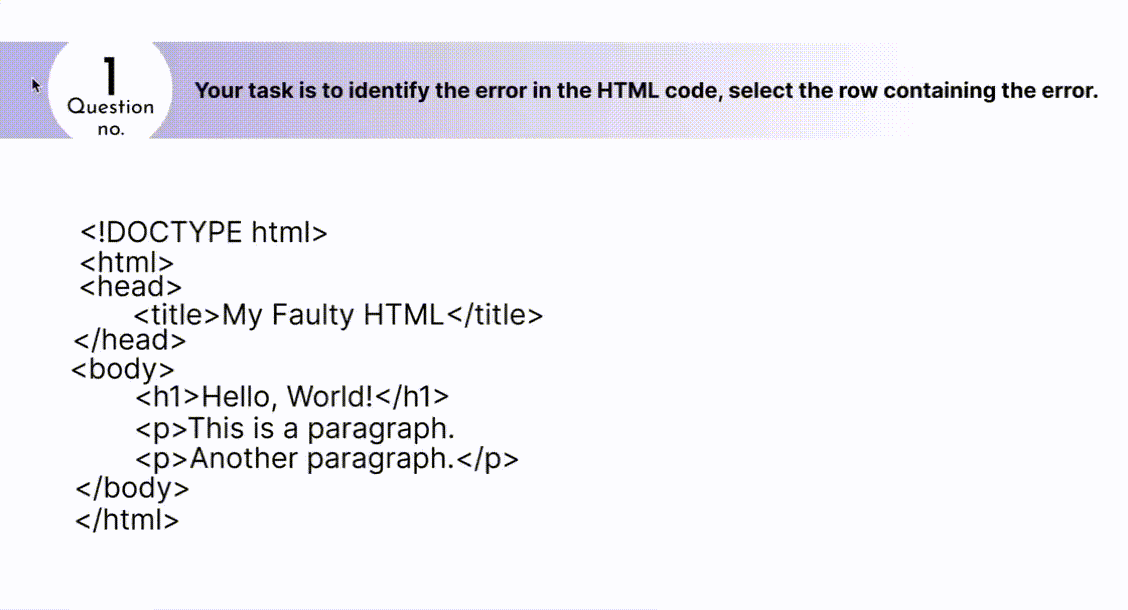 1
Question
no.
Your task is to identify the error in the HTML code, select the row containing the error.
<!DOCTYPE html>
<html>
<head>
<title>My Faulty HTML</title>
</head>
<body>
<h1>Hello, World!</h1>
<p>This is a paragraph.
<p>Another paragraph.</p>
</body>
</html>